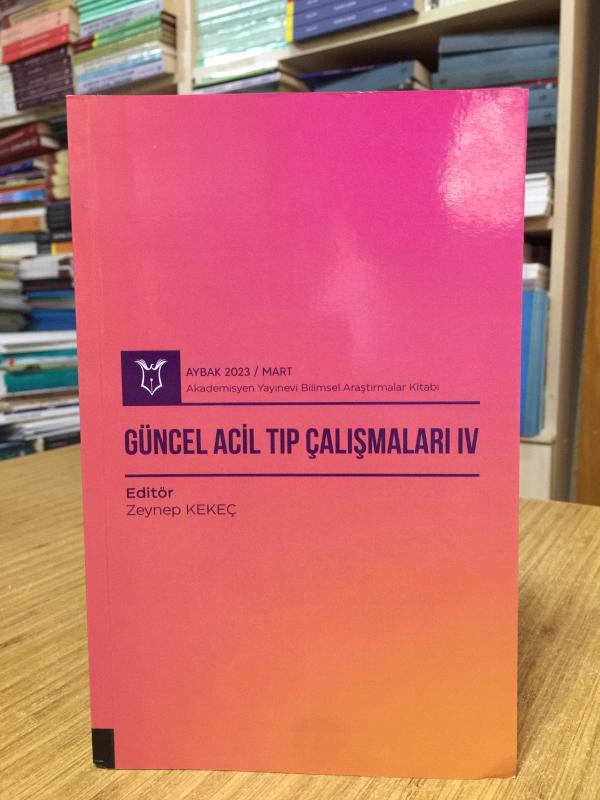 AYBAK 2023 / MART
Akademisyen Yayınevi Bilimsel Araştırmalar Kitabı
GÜNCEL ACİL TIP ÇALIŞMALARI IV
Editör
Zeynep KEKEÇ